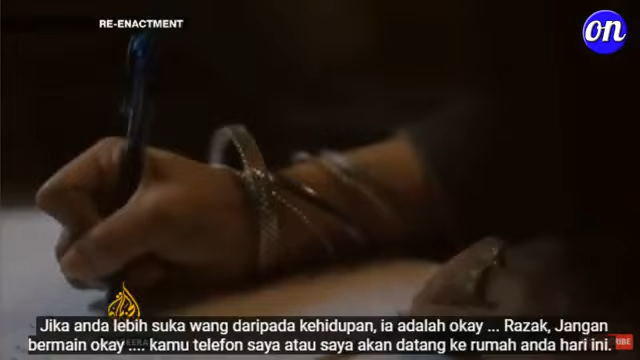 RE-ENACTMENT
on
Jika anda lebih suka wang daripada kehidupan, ia adalah okay ... Razak, Jangan
bermain okay .... kamu telefon saya atau saya akan datang ke rumah anda hari ini.